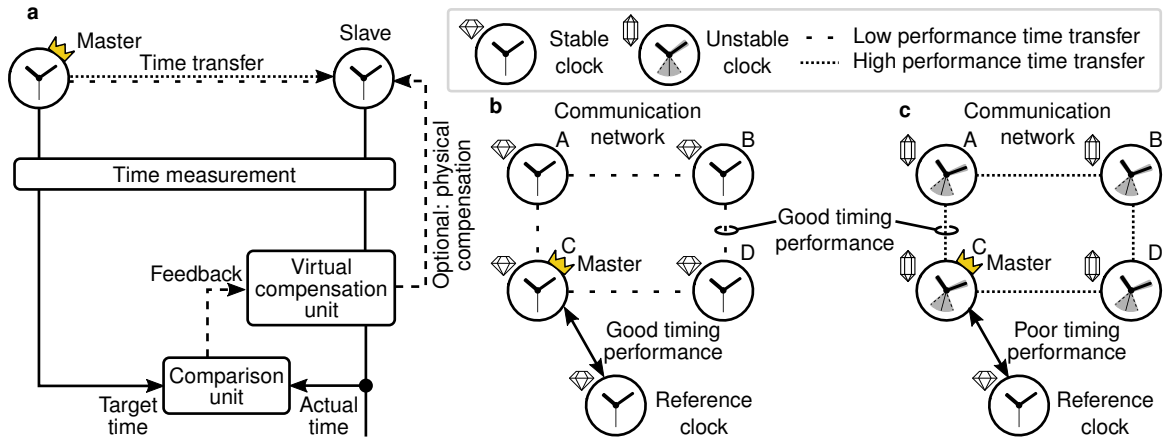 a
Master
Slave
Time transfer
Time measurement
Optional: physical
compensation
Feedback
Virtual
compensation
unit
Comparison
unit
Target
time
Actual
time
Stable
clock
Unstable
clock
Low performance time transfer
High performance time transfer
b
Communication
network
A
B
C
Master
D
Good timing
performance
Good timing
performance
Reference
clock
c
Communication
network
A
B
C
Master
D
Poor timing
performance
Reference
clock